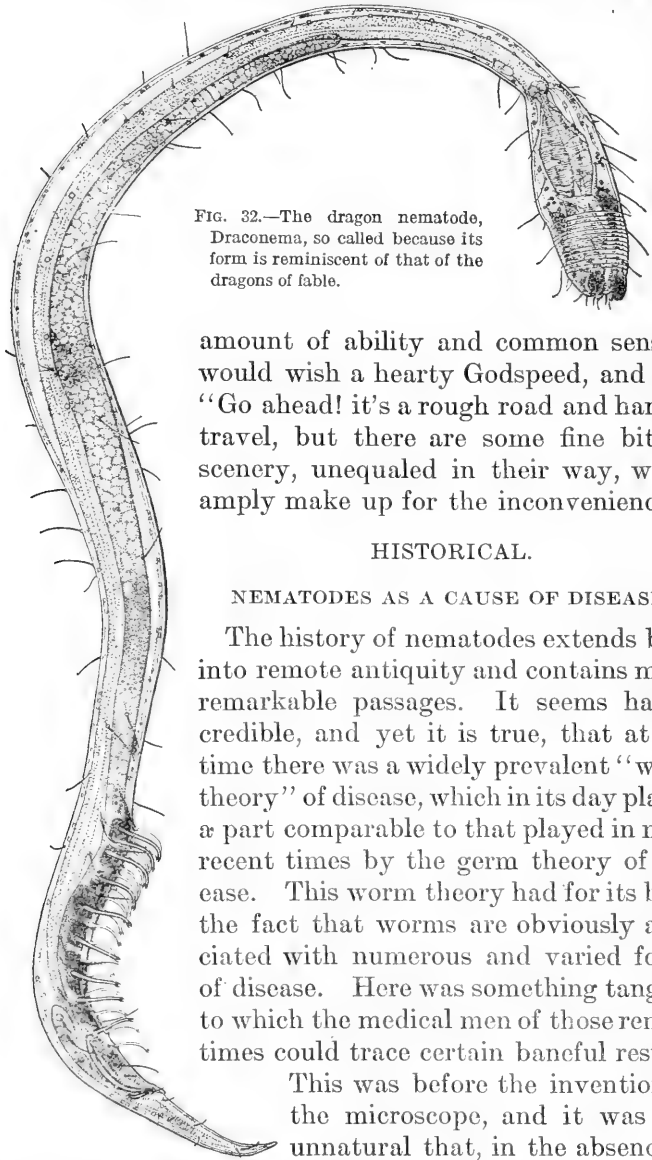 FIG. 32.—The dragon nematode,
Draconema, so called because its
form is reminiscent of that of the
dragons of fable.
amount of ability and common sens
would wish a hearty Godspeed, and
“Go ahead! it's a rough road and har
travel, but there are some fine bit
scenery, unequaled in their way, w
amply make up for the inconvenienc
HISTORICAL.
NEMATODES AS A CAUSE OF DISEAS
The history of nematodes extends b
into remote antiquity and contains m
remarkable passages. It seems ha
credible, and yet it is true, that at
time there was a widely prevalent “w
theory” of disease, which in its day pla
a part comparable to that played in m
recent times by the germ theory of
ease. This worm theory had for its b
the fact that worms are obviously a
ciated with numerous and varied fo
of disease. Here was something tang
to which the medical men of those rem
times could trace certain baneful res
This was before the invention
the microscope, and it was
unnatural that, in the absenc